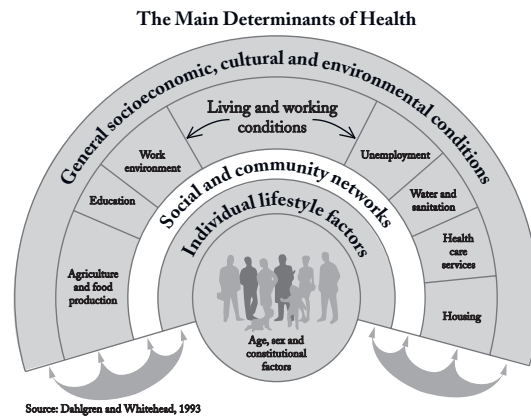 The Main Determinants of Health
General socioeconomic, cultural and environmental conditions
Living and working
conditions
Work
environment
Unemployment
Education
Water and
sanitation
Agriculture
and food
production
Health
care
services
Housing
Social and community networks
Individual lifestyle factors
Age, sex and
constitutional
factors
Source: Dahlgren and Whitehead, 1993